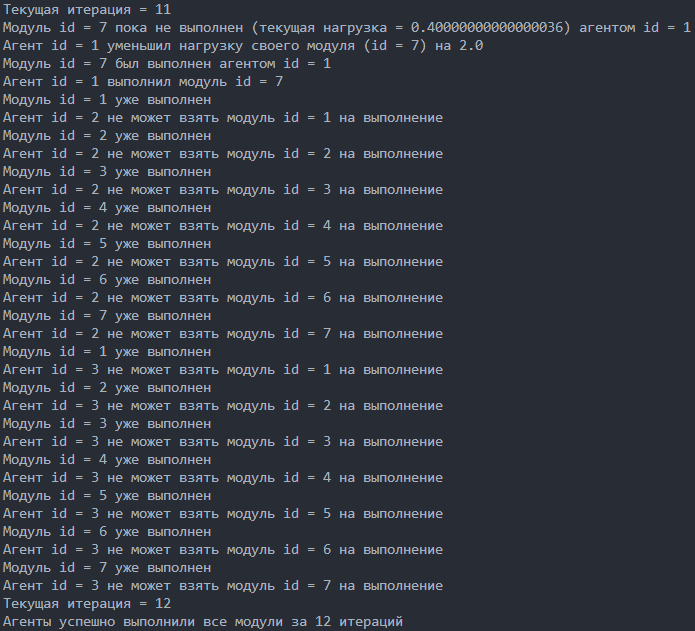 Текущая итерация = 11
Модуль id = 7 пока не выполнен (текущая нагрузка = 0.40000000000000036) агентом id = 1
Агент id = 1 уменьшил нагрузку своего модуля (id = 7) на 2.0
Модуль id = 7 был выполнен агентом id = 1
Агент id = 1 выполнил модуль id = 7
Модуль id = 1 уже выполнен
Агент id = 2 не может взять модуль id = 1 на выполнение
Модуль id = 2 уже выполнен
Агент id = 2 не может взять модуль id = 2 на выполнение
Модуль id = 3 уже выполнен
Агент id = 2 не может взять модуль id = 3 на выполнение
Модуль id = 4 уже выполнен
Агент id = 2 не может взять модуль id = 4 на выполнение
Модуль id = 5 уже выполнен
Агент id = 2 не может взять модуль id = 5 на выполнение
Модуль id = 6 уже выполнен
Агент id = 2 не может взять модуль id = 6 на выполнение
Модуль id = 7 уже выполнен
Агент id = 2 не может взять модуль id = 7 на выполнение
Модуль id = 1 уже выполнен
Агент id = 3 не может взять модуль id = 1 на выполнение
Модуль id = 2 уже выполнен
Агент id = 3 не может взять модуль id = 2 на выполнение
Модуль id = 3 уже выполнен
Агент id = 3 не может взять модуль id = 3 на выполнение
Модуль id = 4 уже выполнен
Агент id = 3 не может взять модуль id = 4 на выполнение
Модуль id = 5 уже выполнен
Агент id = 3 не может взять модуль id = 5 на выполнение
Модуль id = 6 уже выполнен
Агент id = 3 не может взять модуль id = 6 на выполнение
Модуль id = 7 уже выполнен
Агент id = 3 не может взять модуль id = 7 на выполнение
Текущая итерация = 12
Агенты успешно выполнили все модули за 12 итераций